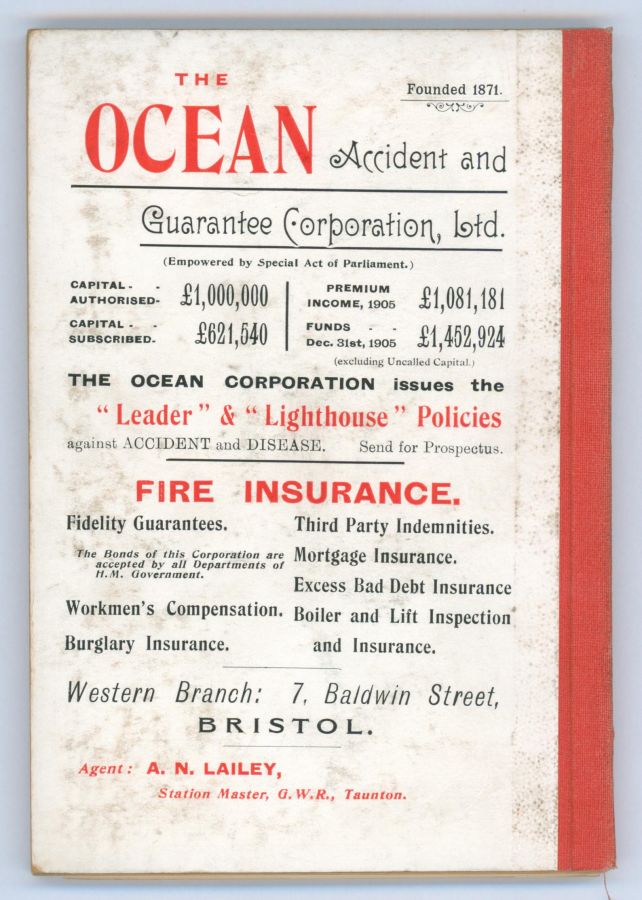 THE
Founded 1871.
OCEAN Accident and
Guarantee Corporation, Ltd.
(Empowered by Special Act of Parliament.)
CAPITAL - -
AUTHORISED- £1,000,000
PREMIUM
INCOME, 1905 £1,081,181
CAPITAL - -
SUBSCRIBED- £621,540
FUNDS - -
Dec. 31st, 1905 £1,452,924
(excluding Uncalled Capital.)
THE OCEAN CORPORATION issues the
"Leader" & "Lighthouse" Policies
against ACCIDENT and DISEASE. Send for Prospectus.
FIRE INSURANCE.
Fidelity Guarantees.
The Bonds of this Corporation are
accepted by all Departments of
H.M. Government.
Workmen's Compensation.
Burglary Insurance.
Third Party Indemnities.
Mortgage Insurance.
Excess Bad Debt Insurance
Boiler and Lift Inspection
and Insurance.
Western Branch: 7, Baldwin Street,
BRISTOL.
Agent: A. N. LAILEY,
Station Master, G.W.R., Taunton.